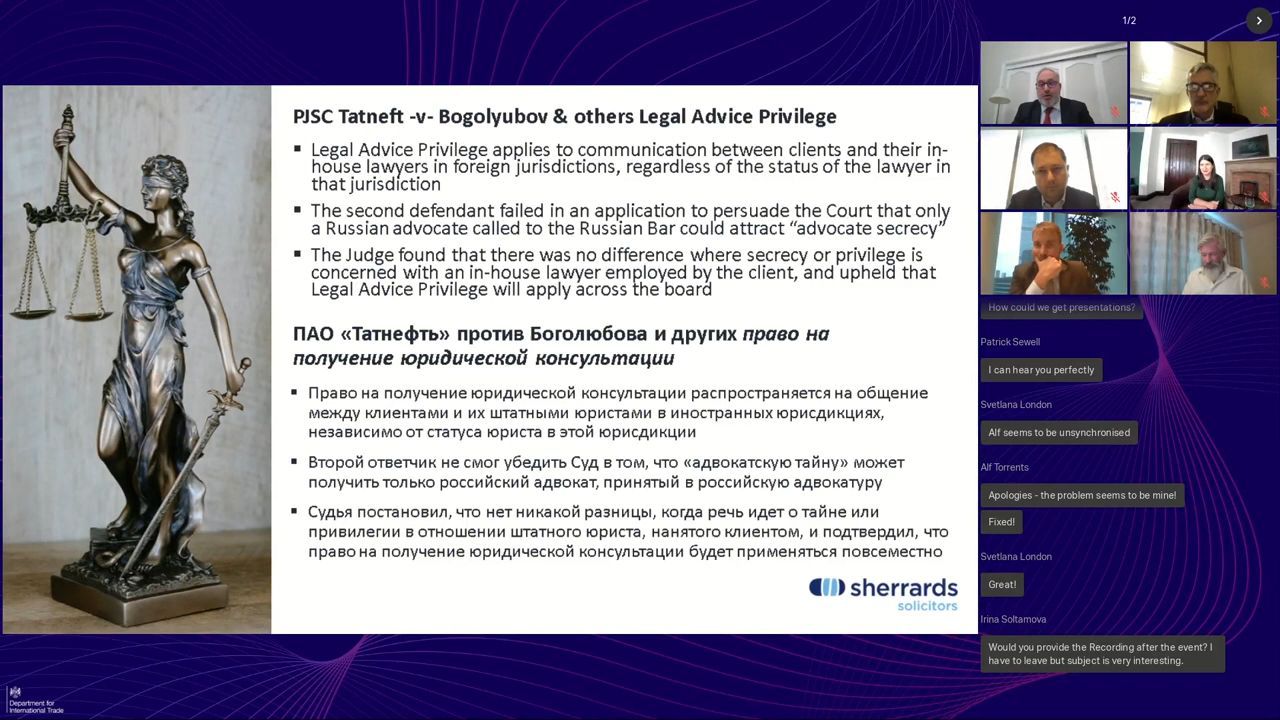 1/2
PJSC Tatneft -v- Bogolyubov & others Legal Advice Privilege
▪ Legal Advice Privilege applies to communication between clients and their in-
house lawyers in foreign jurisdictions, regardless of the status of the lawyer in
that jurisdiction
▪ The second defendant failed in an application to persuade the Court that only
a Russian advocate called to the Russian Bar could attract “advocate secrecy”
▪ The Judge found that there was no difference where secrecy or privilege is
concerned with an in-house lawyer employed by the client, and upheld that
Legal Advice Privilege will apply across the board
ПАО «Татнефть» против Боголюбова и других право на
получение юридической консультации
▪ Право на получение юридической консультации распространяется на общение
между клиентами и их штатными юристами в иностранных юрисдикциях,
независимо от статуса юриста в этой юрисдикции
▪ Второй ответчик не смог убедить Суд в том, что «адвокатскую тайну» может
получить только российский адвокат, принятый в российскую адвокатуру
▪ Судья постановил, что нет никакой разницы, когда речь идет о тайне или
привилегии в отношении штатного юриста, нанятого клиентом, и подтвердил, что
право на получение юридической консультации будет применяться повсеместно
sherrards
solicitors
How could we get presentations?
Patrick Sewell
I can hear you perfectly
Svetlana London
Alf seems to be unsynchronised
Alf Torrents
Apologies - the problem seems to be mine!
Fixed!
Svetlana London
Great!
Irina Soltamova
Would you provide the Recording after the event? I
have to leave but subject is very interesting.
Department for
International Trade